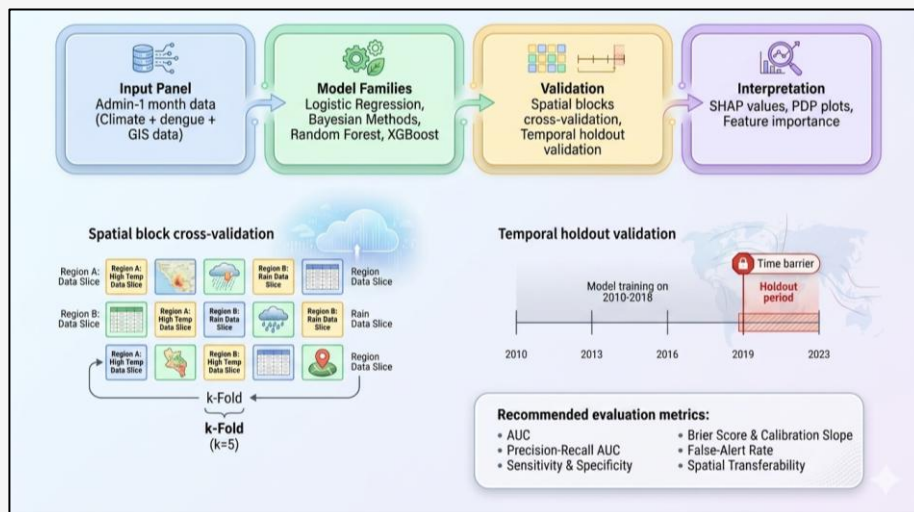 Input Panel
Admin-1 month data
(Climate + dengue +
GIS data)
Model Families
Logistic Regression,
Bayesian Methods,
Random Forest, XGBoost
Validation
Spatial blocks
cross-validation,
Temporal holdout
validation
Interpretation
SHAP values, PDP plots,
Feature importance
Spatial block cross-validation
Region A:
Data Slice
Region A:
High Temp
Data Slice
Region B:
Rain Data
Slice
Region
Data Slice
Region B:
Data Slice
Region A:
High Temp
Data Slice
Region B:
Rain Data
Slice
Region B:
Rain Data
Slice
Rain
Data Slice
Region A:
High Temp
Data Slice
Region B:
High Temp
Data Slice
Region
Data Slice
k-Fold
k-Fold
(k=5)
Temporal holdout validation
Time barrier
Model training on
2010-2018
Holdout
period
2010
2013
2016
2019
2023
Recommended evaluation metrics:
• AUC
• Precision-Recall AUC
• Sensitivity & Specificity
• Brier Score & Calibration Slope
• False-Alert Rate
• Spatial Transferability